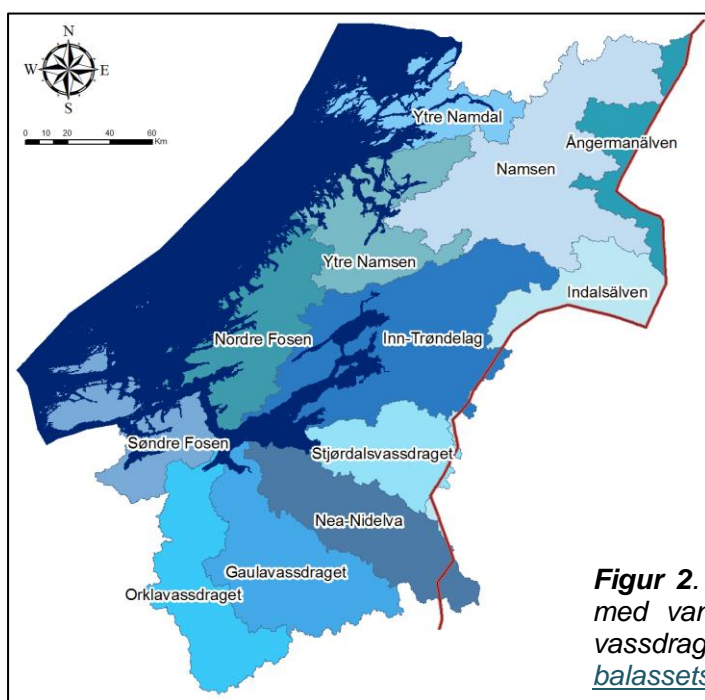 N
W E
S
0 10 20 40 60
Km
Ytre Namdal
Ångermanälven
Namsen
Ytre Namsen
Indalsälven
Nordre Fosen
Inn-Trøndelag
Søndre Fosen
Stjørdalsvassdraget
Nea-Nidelva
Gaulavassdraget
Orklavassdraget
Figur 2.
med van
vassdrag
balassets